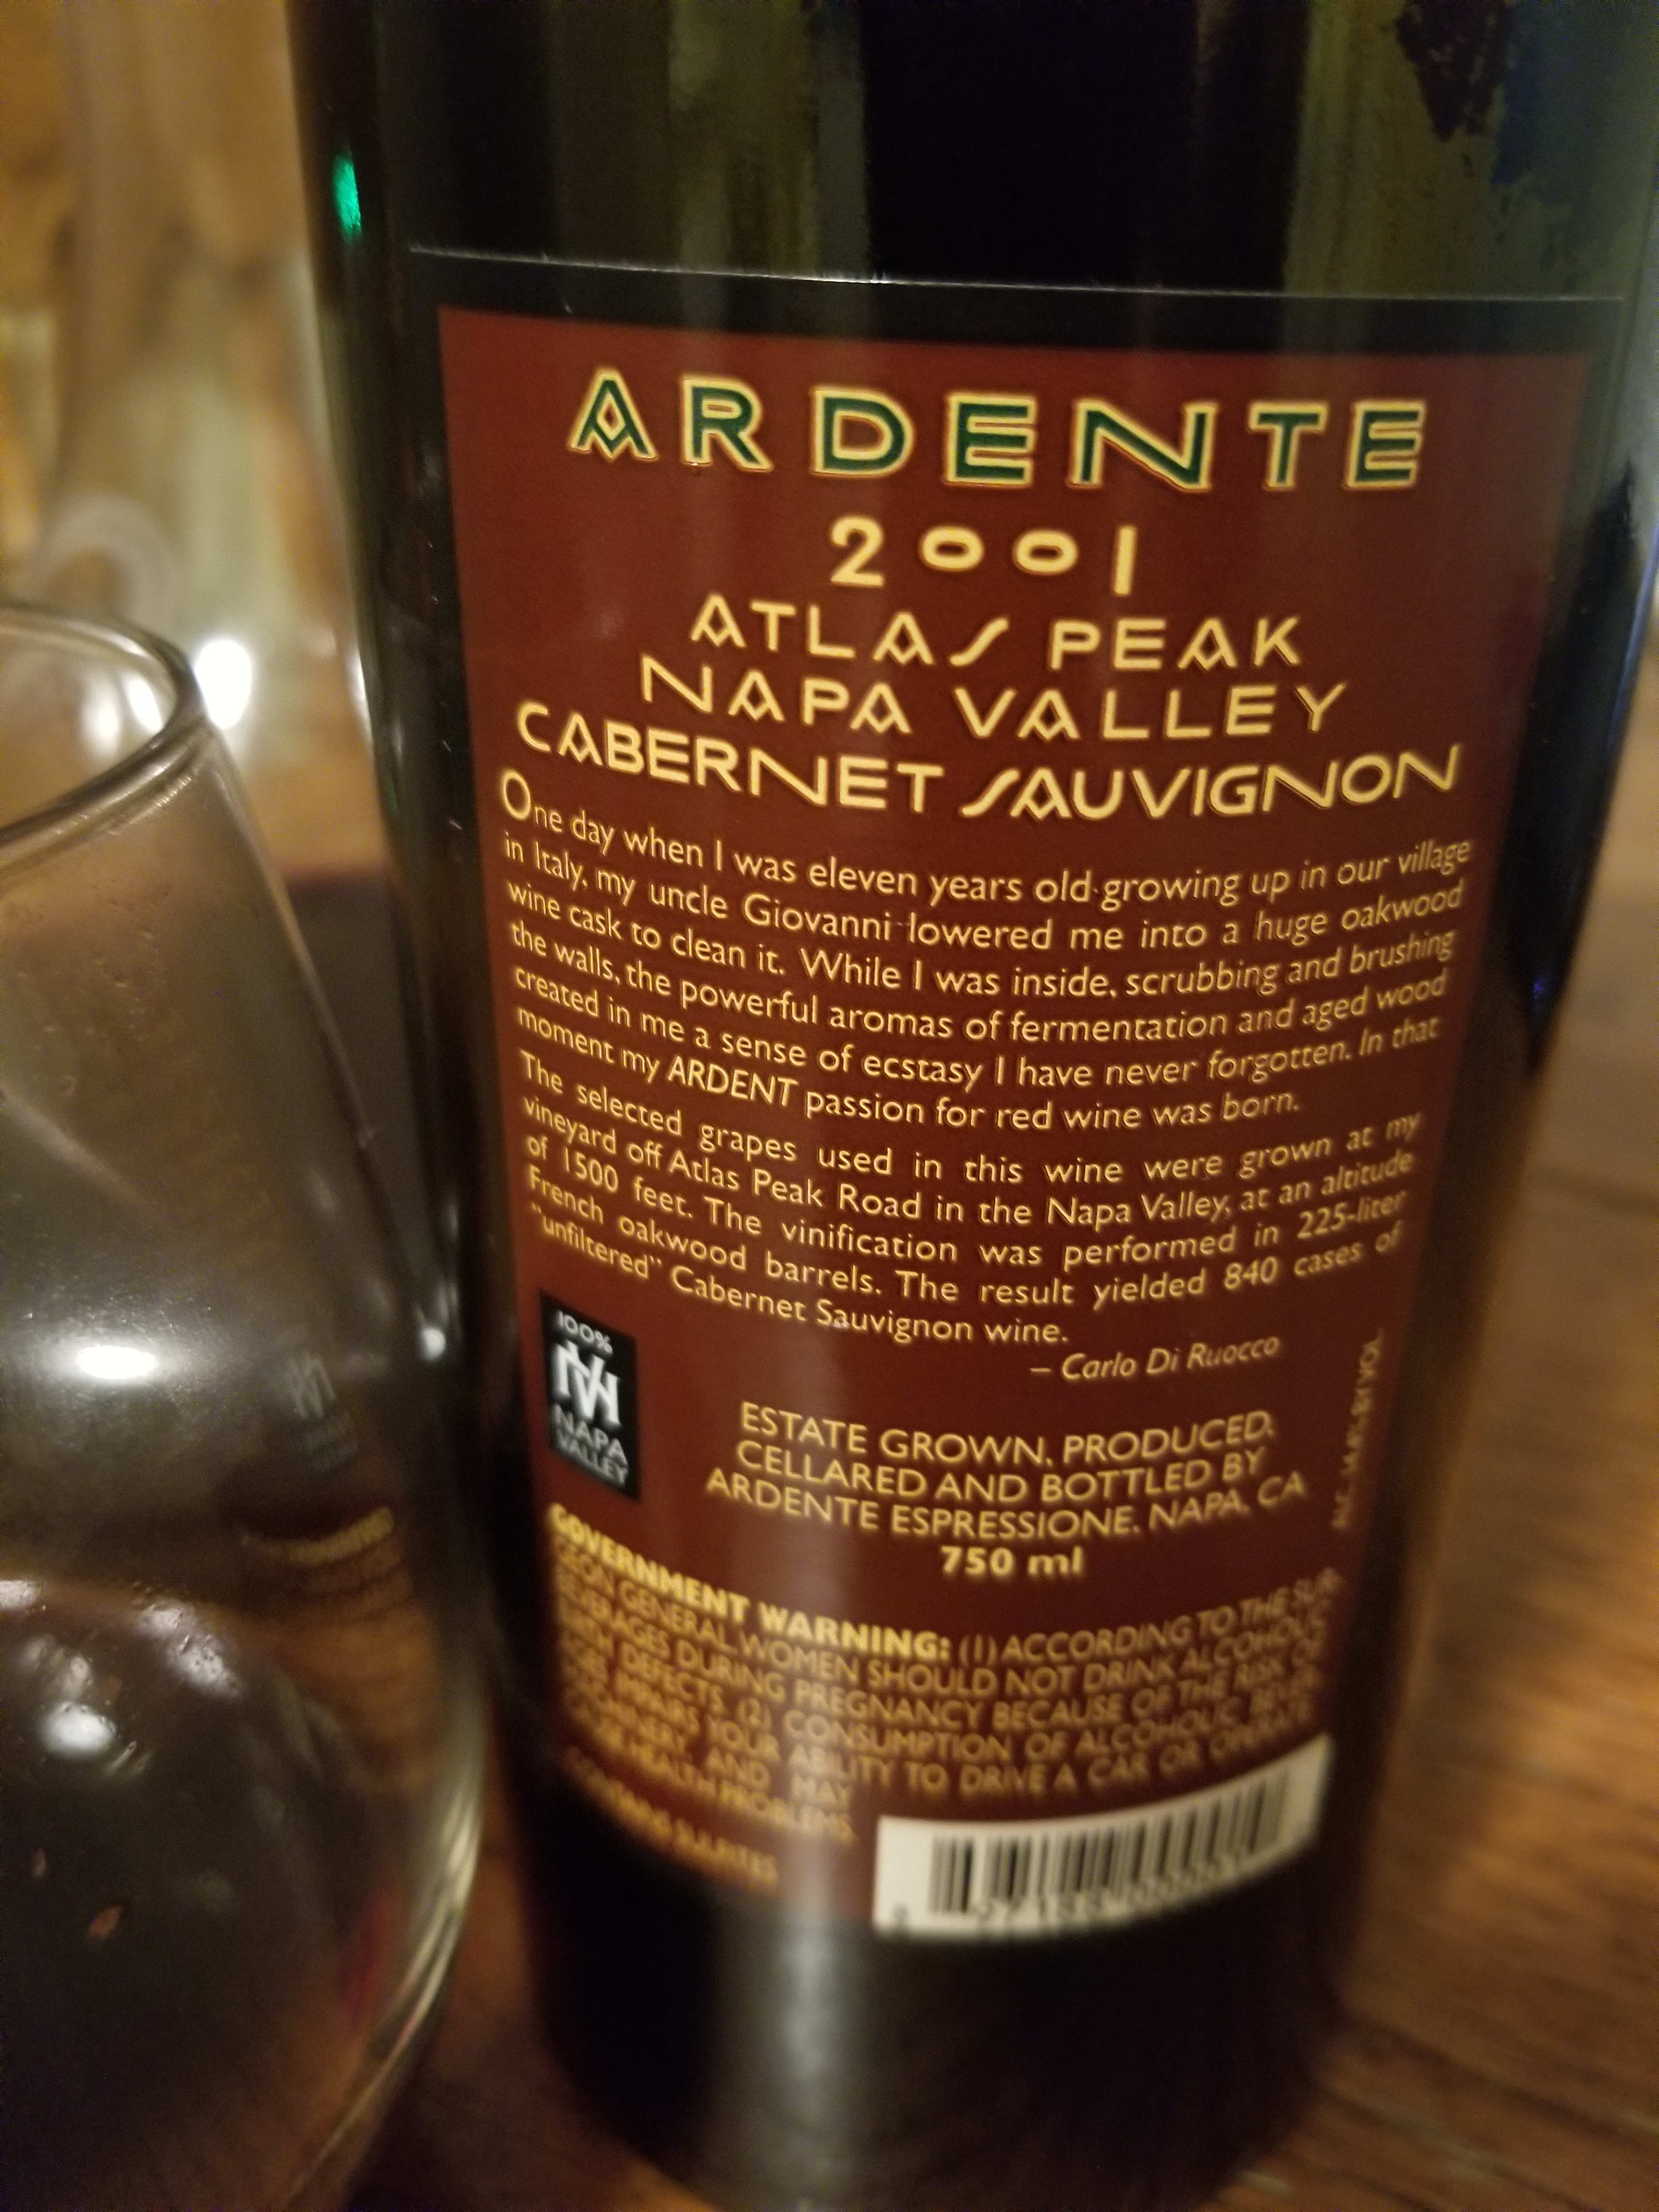 ARDENTE
2001
ATLAS PEAK
NAPA VALLEY
CABERNET SAUVIGNON
One day when I was eleven years old growing up in our village
in Italy, my uncle Giovanni lowered me into a huge oakwood
wine cask to clean it. While I was inside, scrubbing and brushing
the walls, the powerful aromas of fermentation and aged wood
created in me a sense of ecstasy I have never forgotten. In that
moment my ARDENT passion for red wine was born.
The selected grapes used in this wine were grown at my
vineyard off Atlas Peak Road in the Napa Valley, at an altitude
of 1500 feet. The vinification was performed in 225-liter
French oakwood barrels. The result yielded 840 cases of
"unfiltered" Cabernet Sauvignon wine.
– Carlo Di Ruocco
100%
NV
NAPA
VALLEY
ESTATE GROWN, PRODUCED,
CELLARED AND BOTTLED BY
ARDENTE ESPRESSIONE, NAPA, CA
750 ml
GOVERNMENT WARNING: (1) ACCORDING TO THE SUR-
GEON GENERAL, WOMEN SHOULD NOT DRINK ALCOHOLIC
BEVERAGES DURING PREGNANCY BECAUSE OF THE RISK OF
BIRTH DEFECTS. (2) CONSUMPTION OF ALCOHOLIC BEVER-
AGES IMPAIRS YOUR ABILITY TO DRIVE A CAR OR OPERATE
MACHINERY, AND MAY
CAUSE HEALTH PROBLEMS.
CONTAINS SULFITES